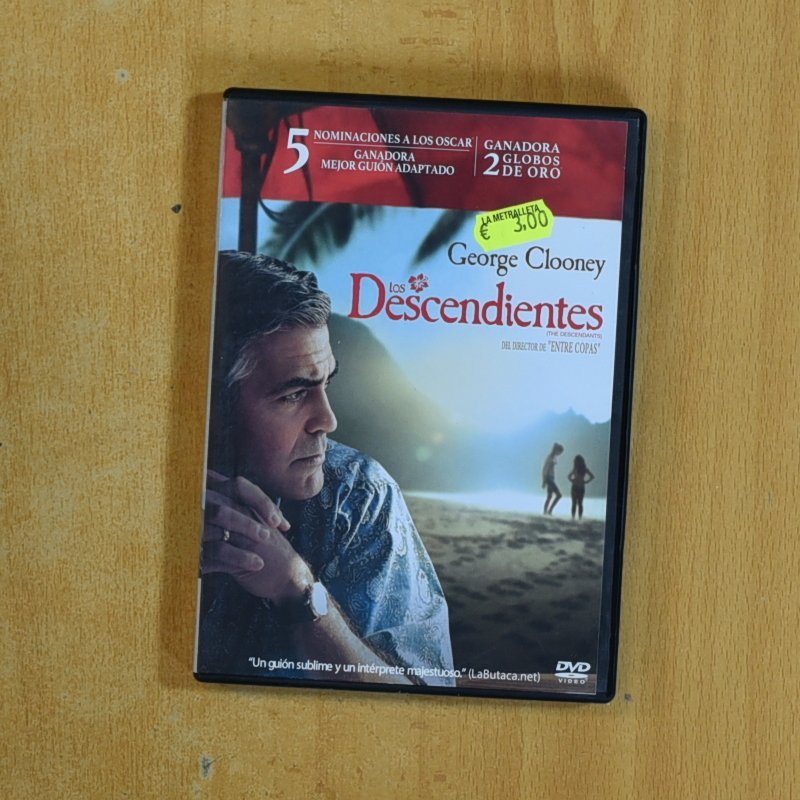 5 NOMINACIONES A LOS OSCAR
GANADORA
MEJOR GUIÓN ADAPTADO
GANADORA
2 GLOBOS
DE ORO
LA METRALLETA
€ 3,00
George Clooney
los
Descendientes
(THE DESCENDANTS)
DEL DIRECTOR DE "ENTRE COPAS"
"Un guión sublime y un intérprete majestuoso." (LaButaca.net)
DVD
VIDEO